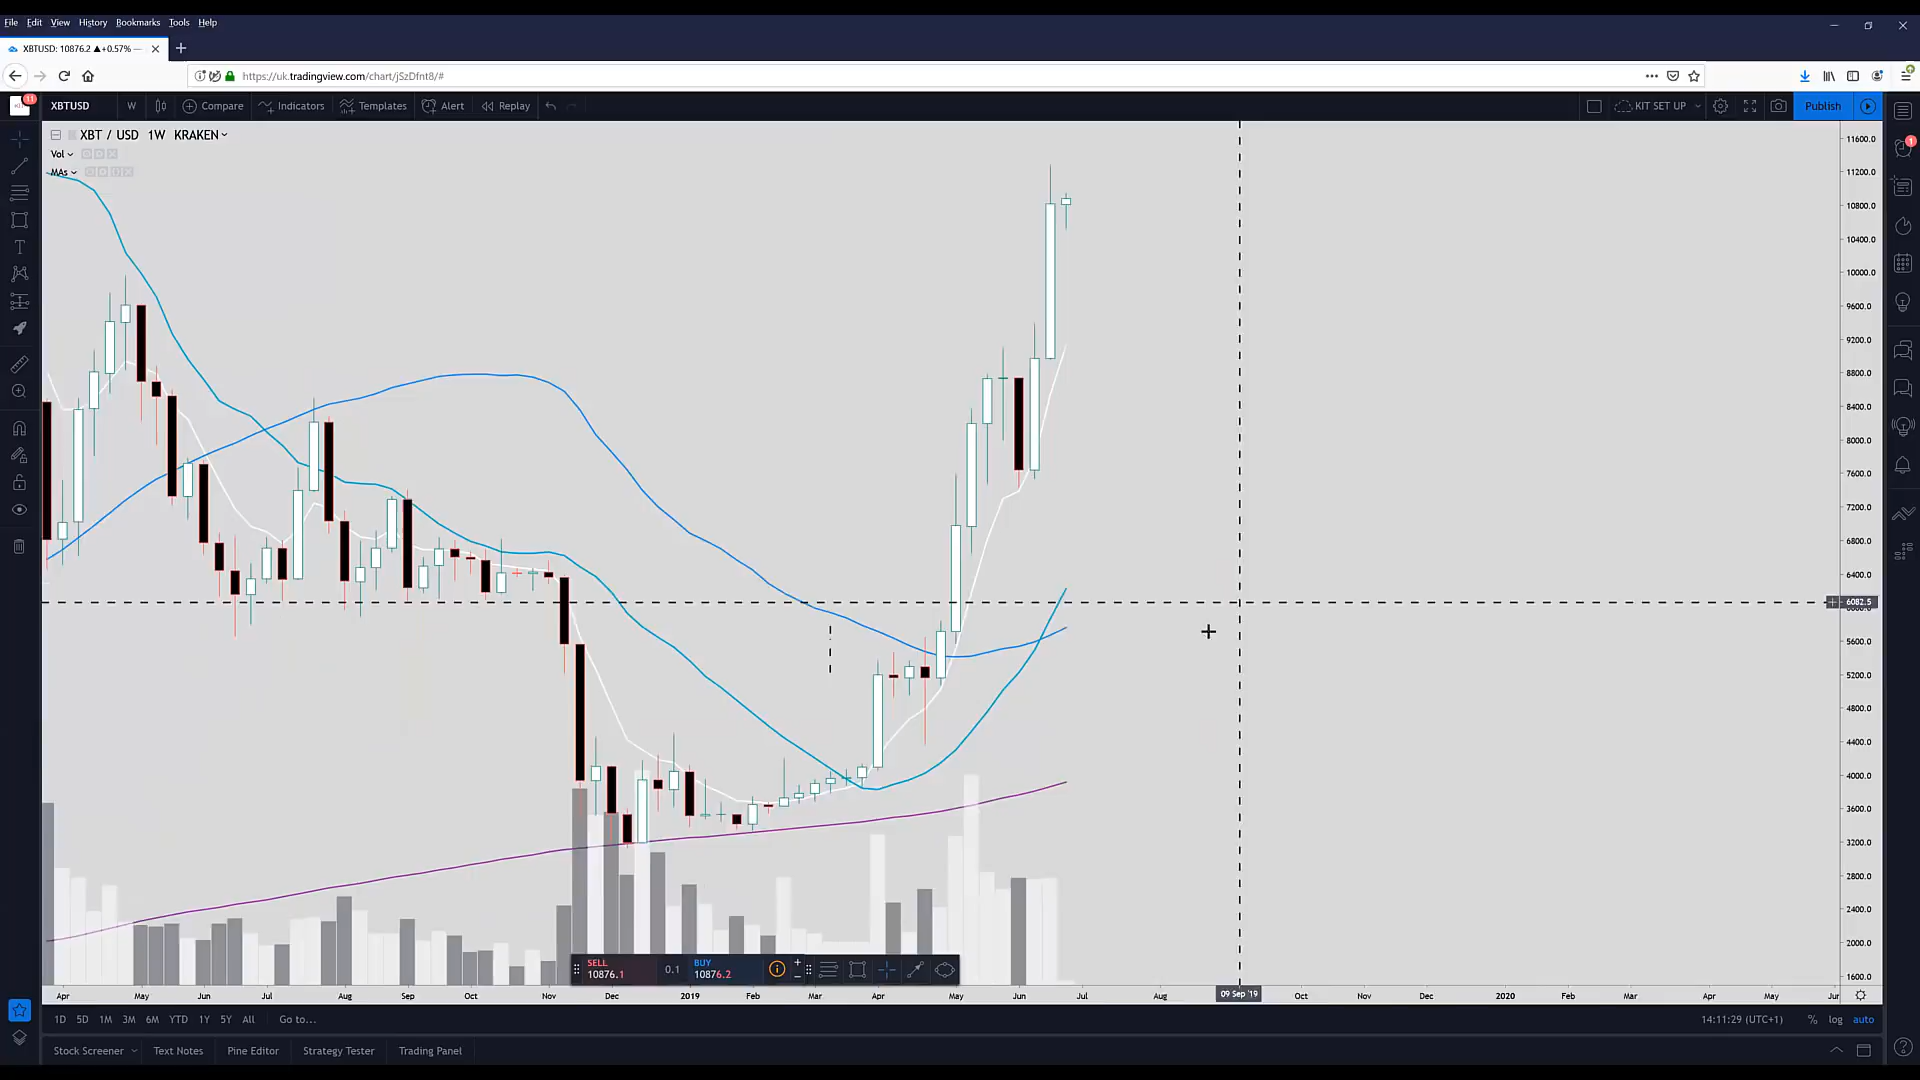 File Edit View History Bookmarks Tools Help
XBTUSD: 10876.2 ▲+0.57% —
https://uk.tradingview.com/chart/jSzDfnt8/#
11 XBTUSD W Compare Indicators Templates Alert Replay KIT SET UP Publish
XBT / USD 1W KRAKEN
Vol
MAs
1
11600.0
11200.0
10800.0
10400.0
10000.0
9600.0
9200.0
8800.0
8400.0
8000.0
7600.0
7200.0
6800.0
6400.0
6082.5
5600.0
5200.0
4800.0
4400.0
4000.0
3600.0
3200.0
2800.0
2400.0
2000.0
1600.0
SELL 10876.1 0.1 BUY 10876.2
Apr May Jun Jul Aug Sep Oct Nov Dec 2019 Feb Mar Apr May Jun Jul Aug 09 Sep '19 Oct Nov Dec 2020 Feb Mar Apr May Jun
1D 5D 1M 3M 6M YTD 1Y 5Y All Go to... 14:11:29 (UTC+1) % log auto
Stock Screener Text Notes Pine Editor Strategy Tester Trading Panel